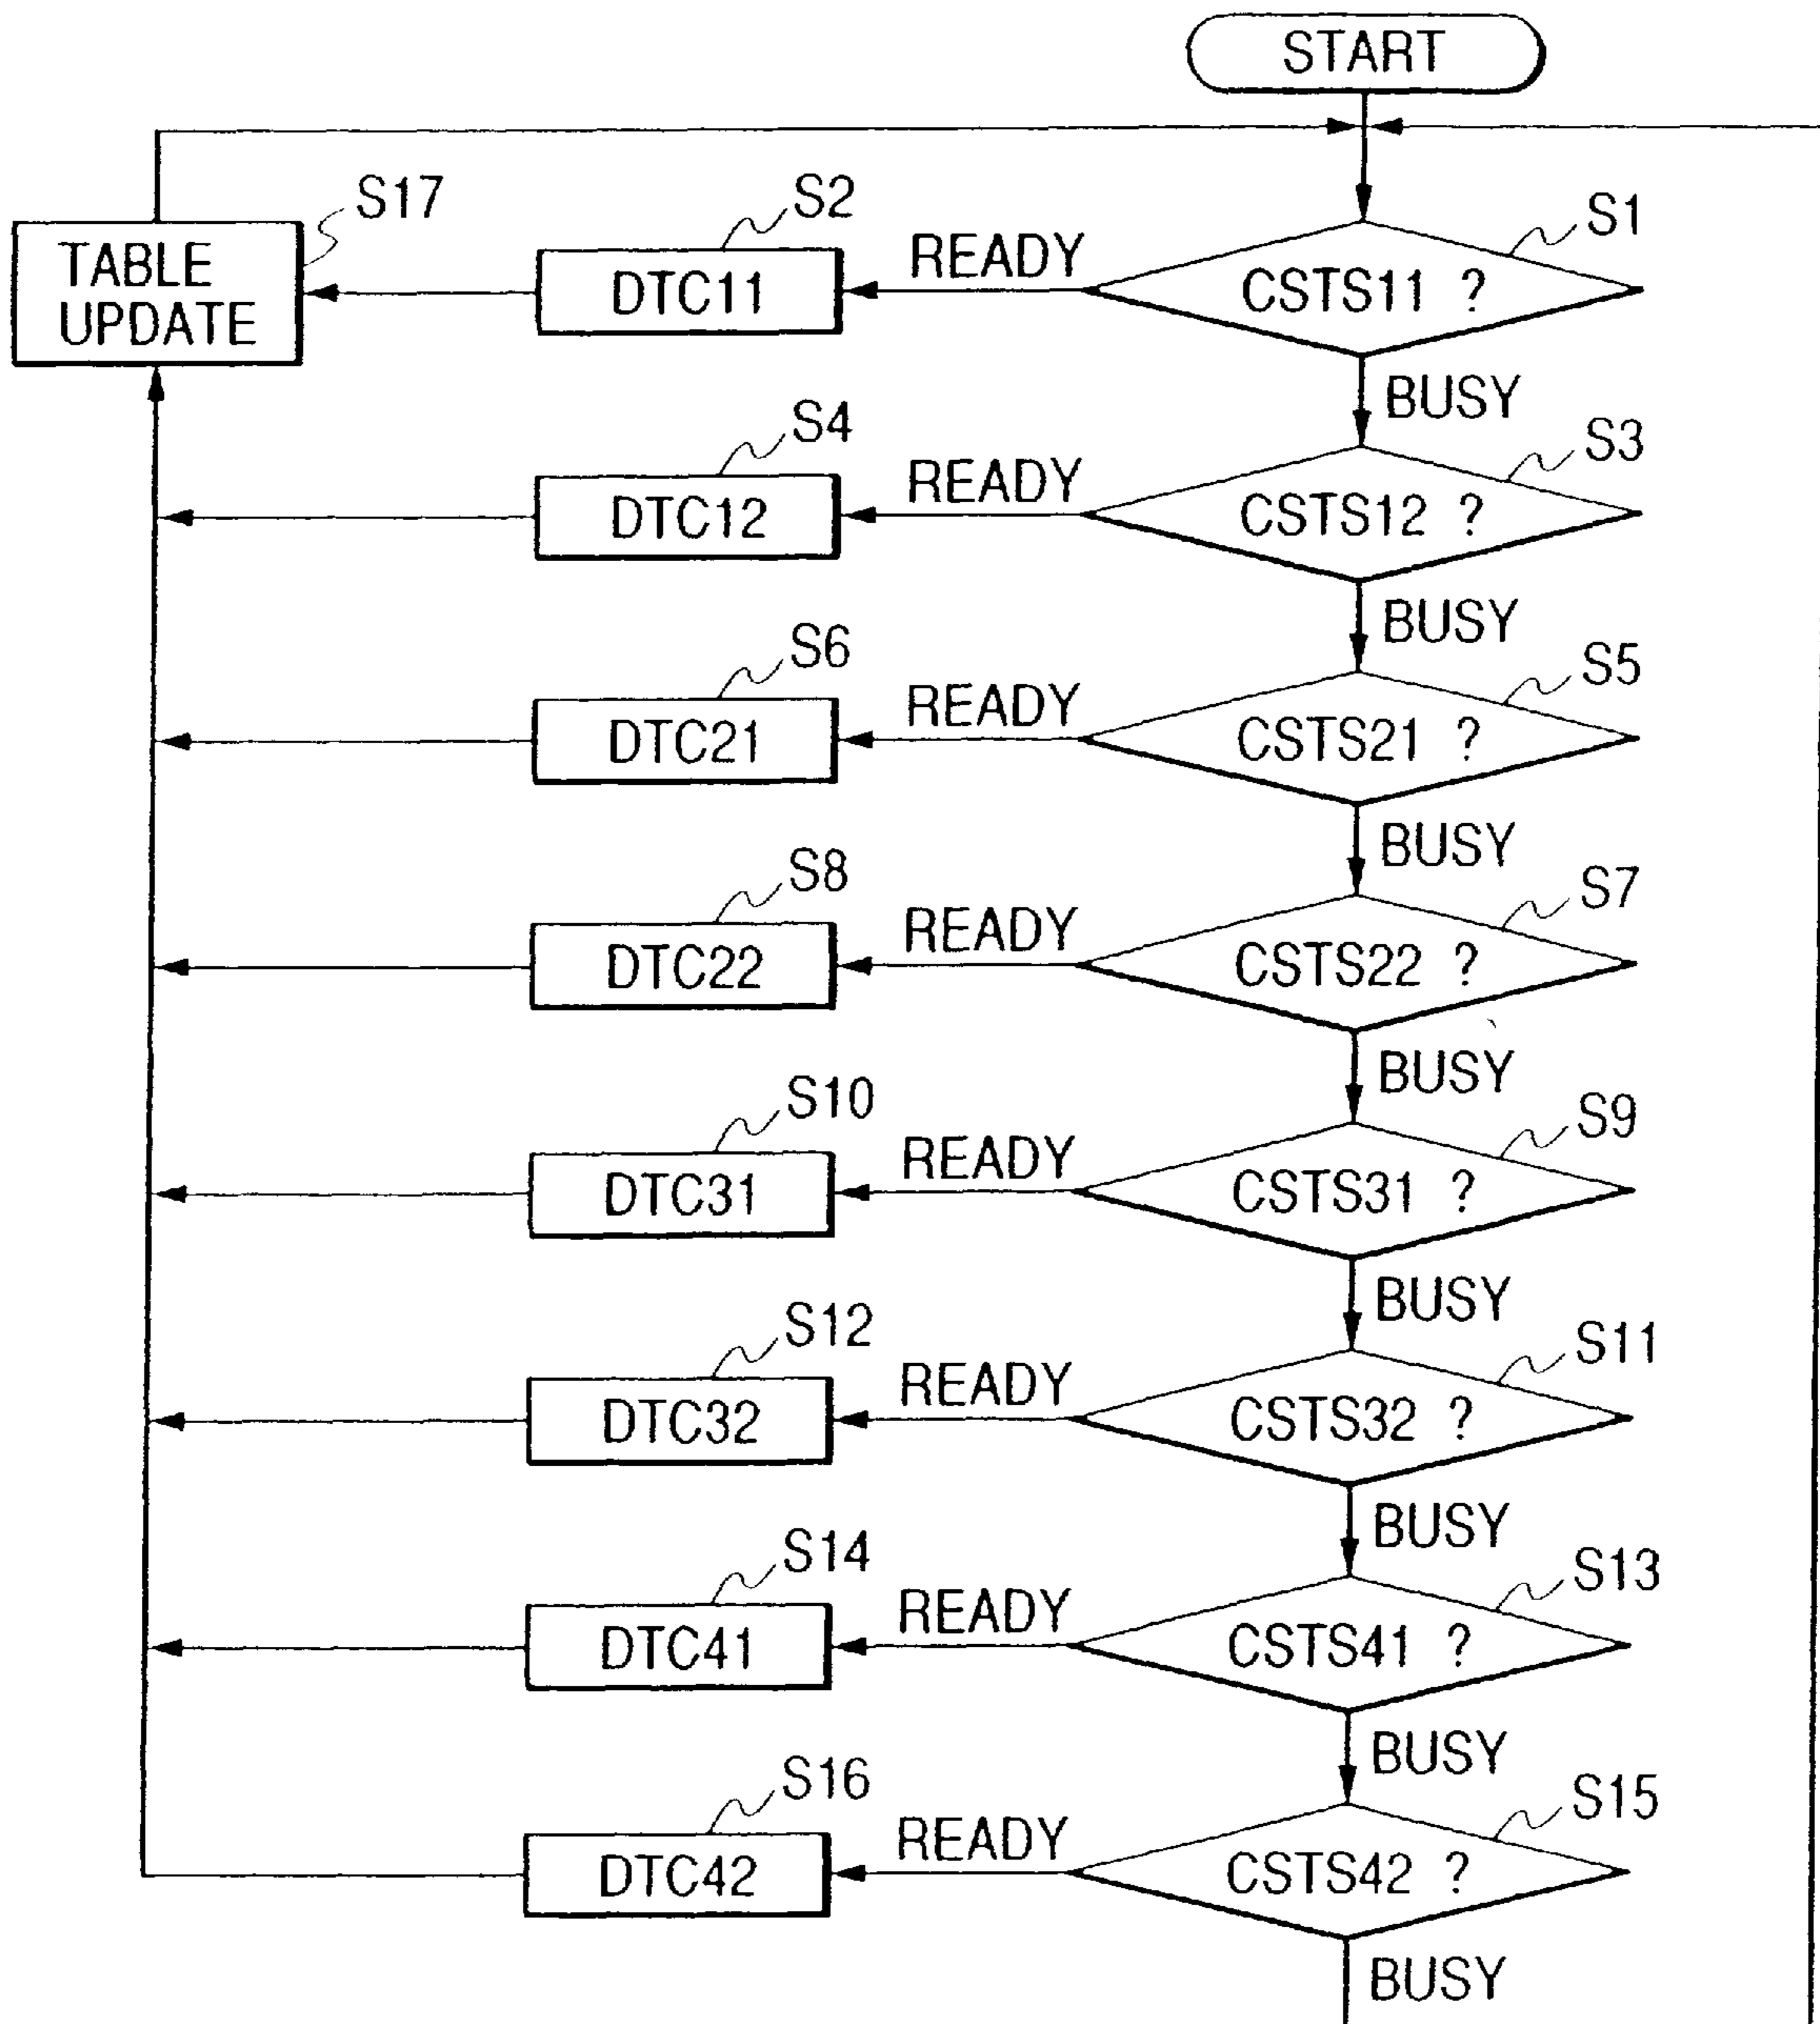 START
S17
S2
S1
TABLE
UPDATE
DTC11
READY
CSTS11 ?
BUSY
S4
S3
DTC12
READY
CSTS12 ?
BUSY
S6
S5
DTC21
READY
CSTS21 ?
BUSY
S8
S7
DTC22
READY
CSTS22 ?
BUSY
S10
S9
DTC31
READY
CSTS31 ?
BUSY
S12
S11
DTC32
READY
CSTS32 ?
BUSY
S14
S13
DTC41
READY
CSTS41 ?
BUSY
S16
S15
DTC42
READY
CSTS42 ?
BUSY